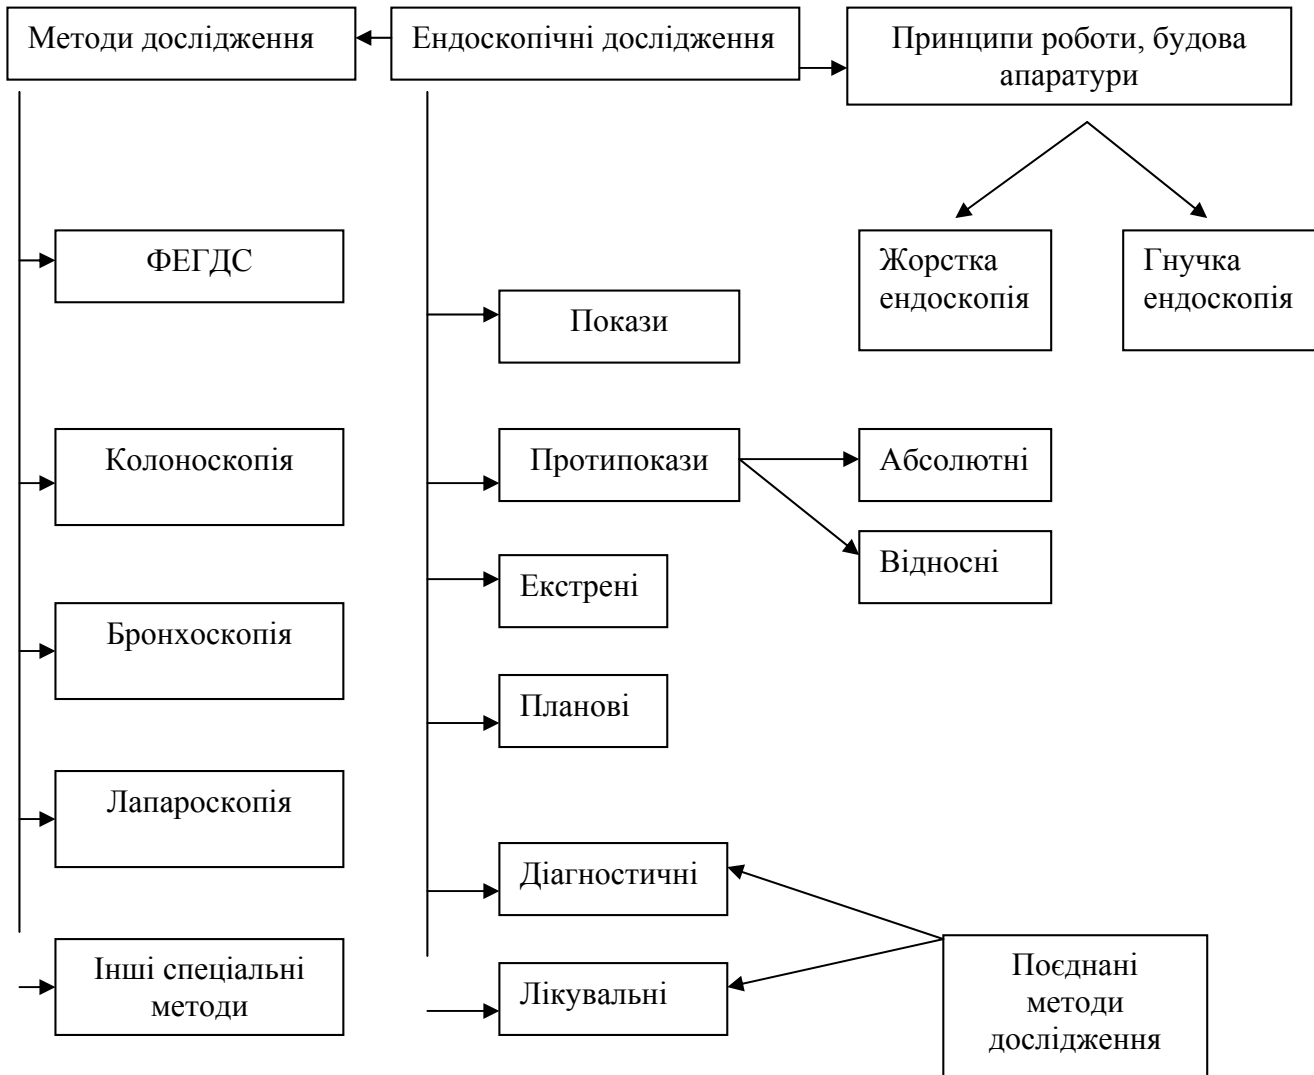 Методи дослідження
Ендоскопічні дослідження
Принципи роботи, будова
апаратури
ФЕГДС
Колоноскопія
Бронхоскопія
Лапароскопія
Інші спеціальні
методи
Покази
Протипокази
Екстрені
Планові
Діагностичні
Лікувальні
Жорстка
ендоскопія
Гнучка
ендоскопія
Абсолютні
Відносні
Поєднані
методи
дослідження